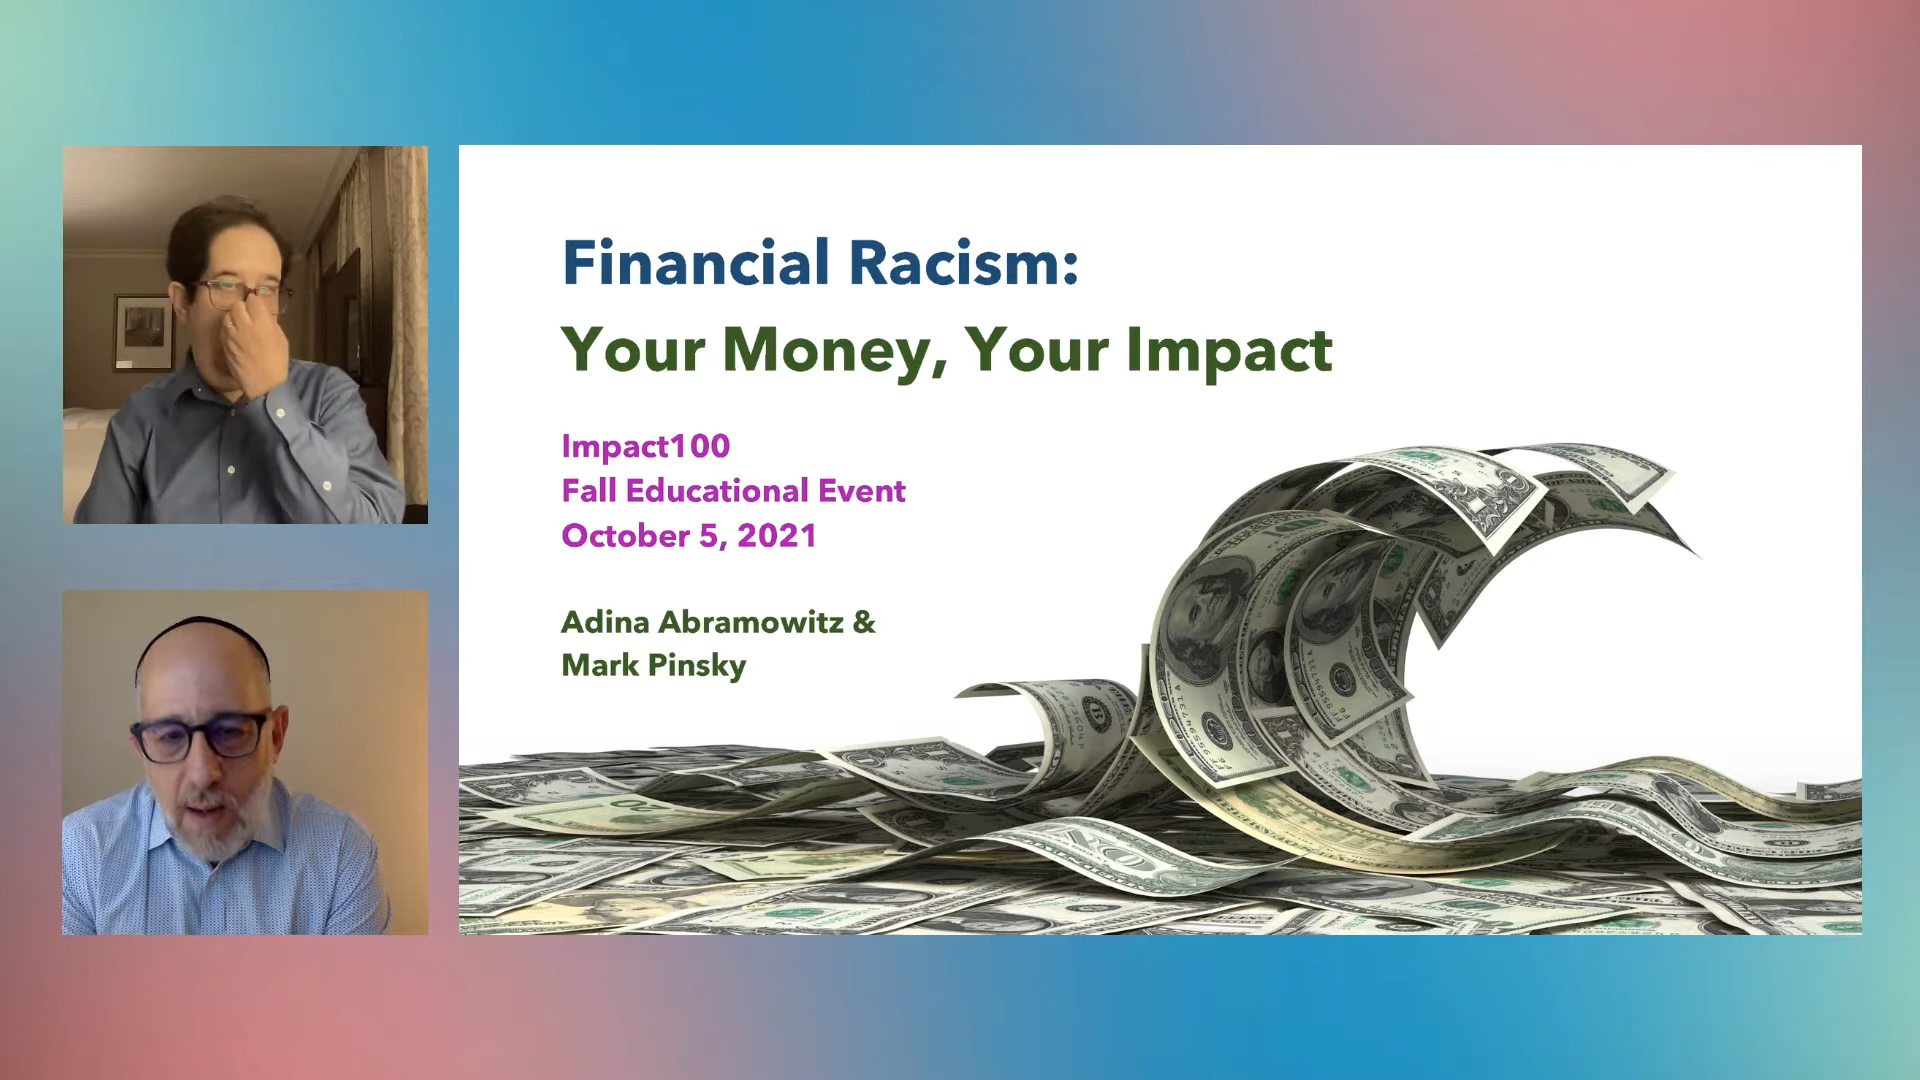 Financial Racism:
Your Money, Your Impact
Impact100
Fall Educational Event
October 5, 2021
Adina Abramowitz &
Mark Pinsky